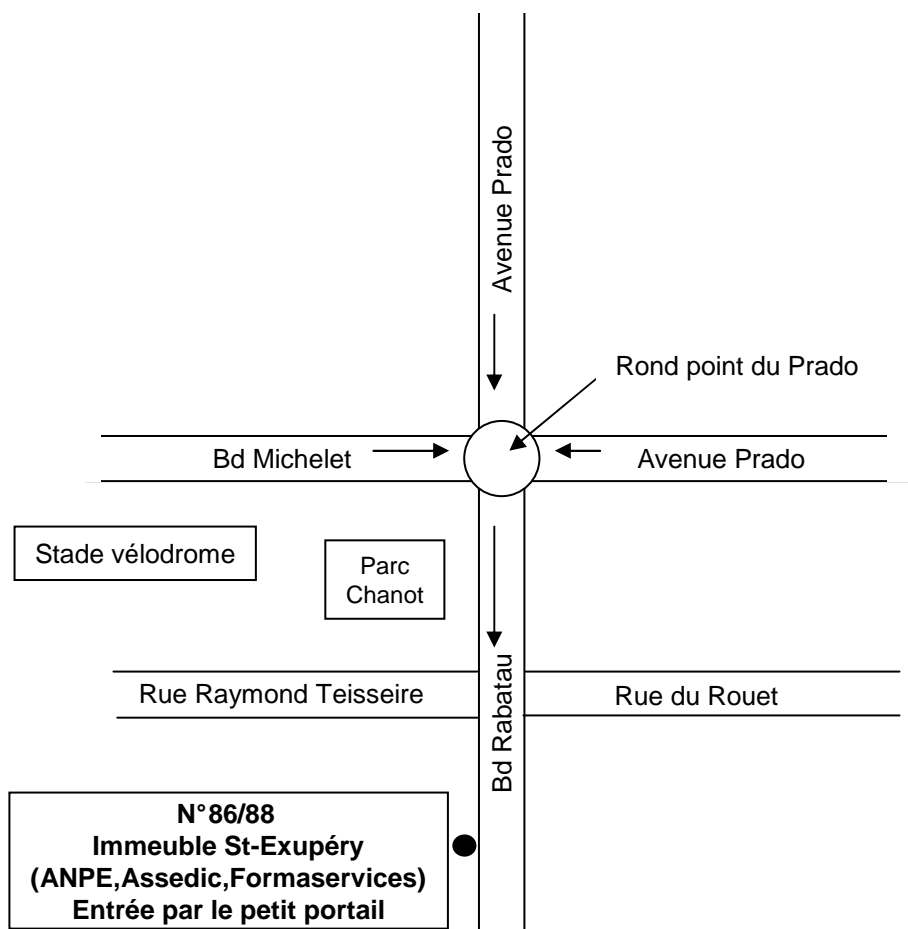 Avenue Prado
Rond point du Prado
Bd Michelet
Avenue Prado
Stade vélodrome
Parc
Chanot
Rue Raymond Teisseire
Rue du Rouet
Bd Rabatau
N°86/88
Immeuble St-Exupéry
(ANPE,Assedic,Formaservices)
Entrée par le petit portail